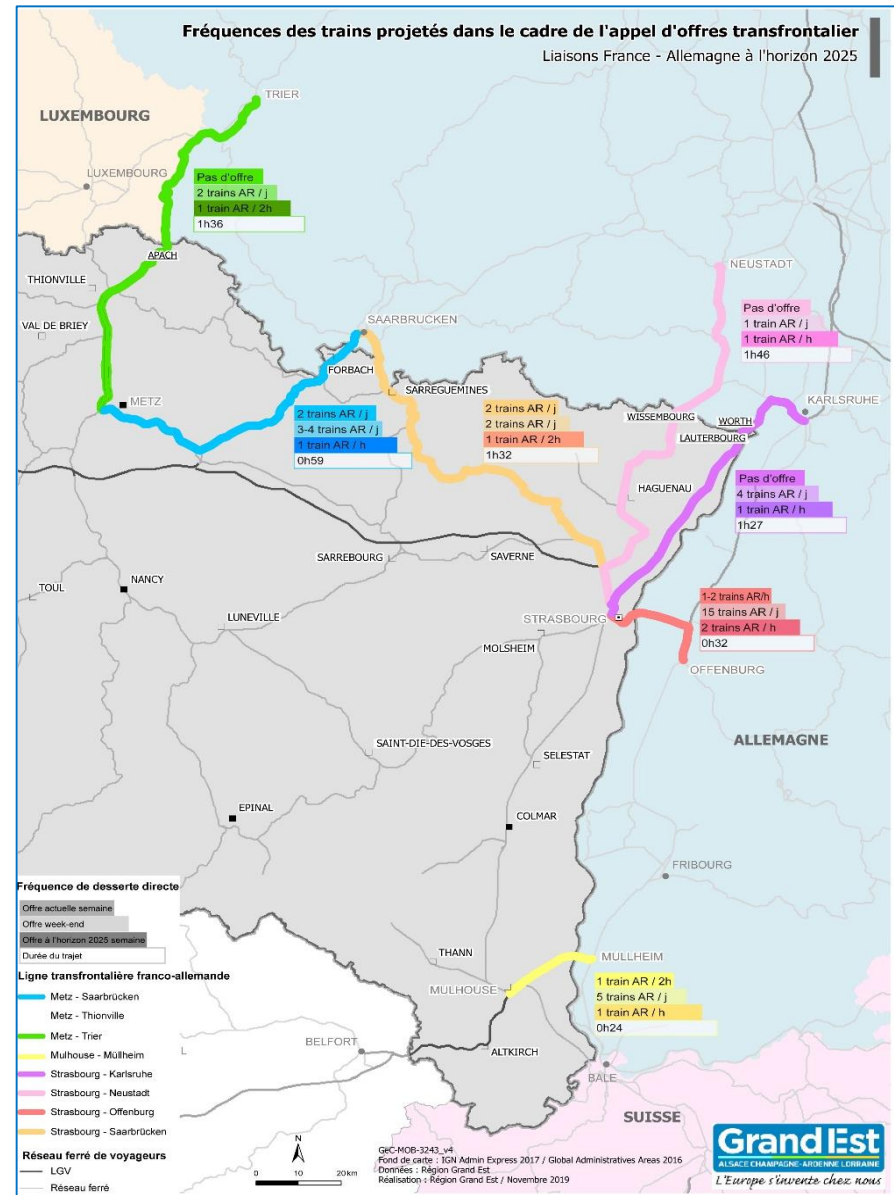 Fréquences des trains projetés dans le cadre de l'appel d'offres transfrontalier
Liaisons France - Allemagne à l'horizon 2025
TRIER
LUXEMBOURG
LUXEMBOURG
Pas d'offre
2 trains AR / j
1 train AR / 2h
1h36
APACH
THIONVILLE
VAL DE BRIEY
METZ
SAARBRÜCKEN
FORBACH
SARREGUEMINES
2 trains AR / j
3-4 trains AR / j
1 train AR / h
0h59
2 trains AR / j
2 trains AR / j
1 train AR / 2h
1h32
NEUSTADT
Pas d'offre
1 train AR / j
1 train AR / h
1h46
WISSEMBOURG
WORTH
KARLSRUHE
LAUTERBOURG
HAGUENAU
Pas d'offre
4 trains AR / j
1 train AR / h
1h27
SARREBOURG
SAVERNE
TOUL
NANCY
LUNEVILLE
STRASBOURG
MOLSHEIM
1-2 trains AR/h
15 trains AR / j
2 trains AR / h
0h32
OFFENBURG
ALLEMAGNE
SAINT-DIE-DES-VOSGES
SELESTAT
EPINAL
COLMAR
FRIBOURG
THANN
MULHOUSE
MULLHEIM
1 train AR / 2h
5 trains AR / j
1 train AR / h
0h24
BELFORT
ALTKIRCH
BALE
SUISSE
Fréquence de desserte directe
Offre actuelle semaine
Offre week-end
Offre à l'horizon 2025 semaine
Durée du trajet
Ligne transfrontalière franco-allemande
Metz - Saarbrücken
Metz - Thionville
Metz - Trier
Mulhouse - Müllheim
Strasbourg - Karlsruhe
Strasbourg - Neustadt
Strasbourg - Offenburg
Strasbourg - Saarbrücken
Réseau ferré de voyageurs
LGV
Réseau ferré
N
0 10 20 km
GeC-MOB-3243_v4
Fond de carte : IGN Admin Express 2017 / Global Administratives Areas 2016
Données : Région Grand Est
Réalisation : Région Grand Est / Novembre 2019
Grand Est
ALSACE CHAMPAGNE-ARDENNE LORRAINE
L'Europe s'invente chez nous